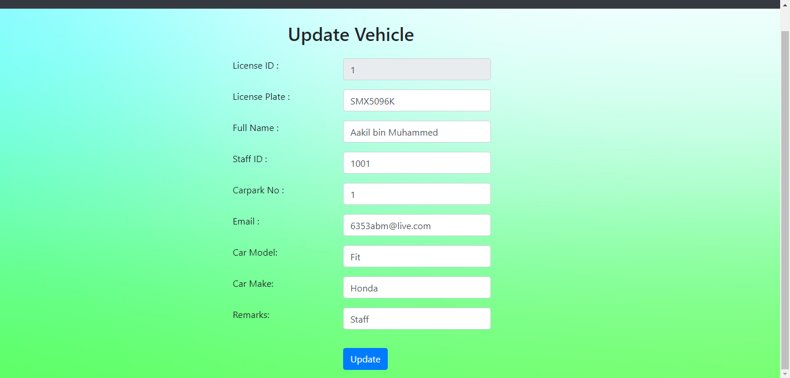 Update Vehicle
License ID : 1
License Plate : SMX5096K
Full Name : Aakil bin Muhammed
Staff ID : 1001
Carpark No : 1
Email : 6353abm@live.com
Car Model: Fit
Car Make: Honda
Remarks: Staff
Update